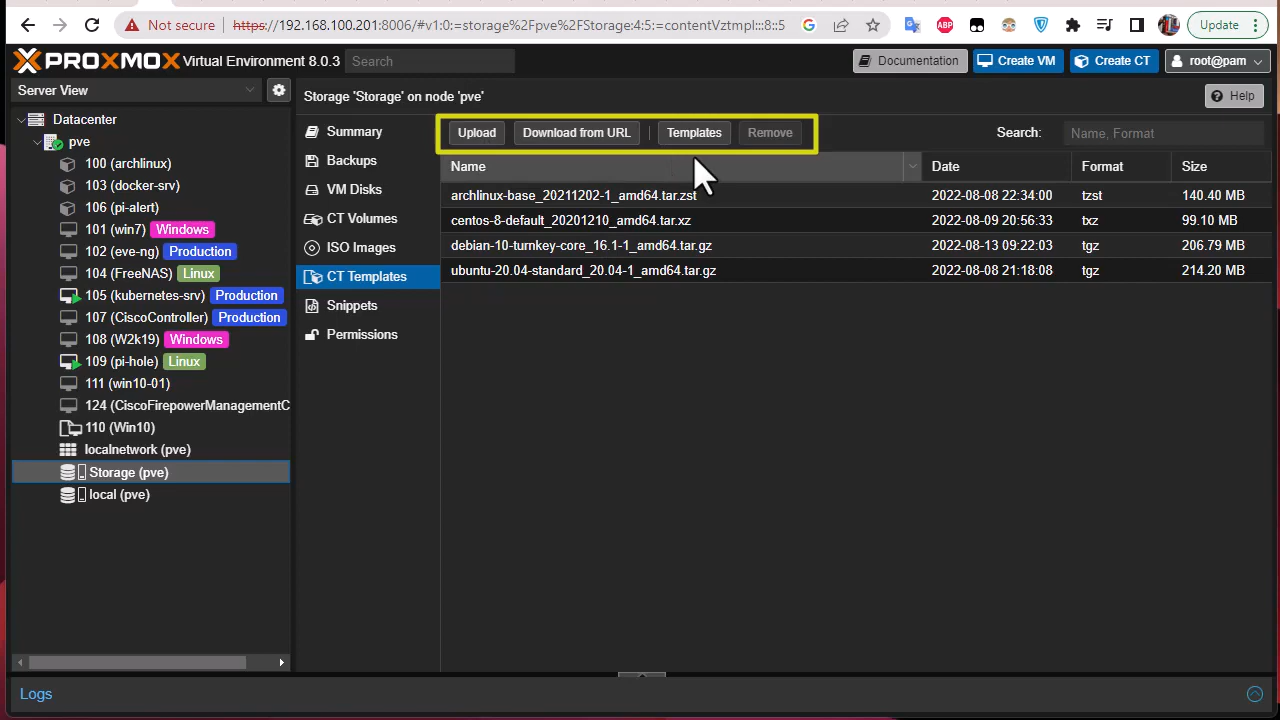 Not secure https://192.168.100.201:8006/#v1:0:=storage%2Fpve%2FStorage:4:5:=contentVztmpl:::8::5 Update
PROXMOX Virtual Environment 8.0.3 Search Documentation Create VM Create CT root@pam
Server View
Storage 'Storage' on node 'pve' Help
Datacenter
pve
100 (archlinux)
103 (docker-srv)
106 (pi-alert)
101 (win7) Windows
102 (eve-ng) Production
104 (FreeNAS) Linux
105 (kubernetes-srv) Production
107 (CiscoController) Production
108 (W2k19) Windows
109 (pi-hole) Linux
111 (win10-01)
124 (CiscoFirepowerManagementC
110 (Win10)
localnetwork (pve)
Storage (pve)
local (pve)
Summary
Backups
VM Disks
CT Volumes
ISO Images
CT Templates
Snippets
Permissions
Upload Download from URL Templates Remove Search: Name, Format
Name Date Format Size
archlinux-base_20211202-1_amd64.tar.zst 2022-08-08 22:34:00 tzst 140.40 MB
centos-8-default_20201210_amd64.tar.xz 2022-08-09 20:56:33 txz 99.10 MB
debian-10-turnkey-core_16.1-1_amd64.tar.gz 2022-08-13 09:22:03 tgz 206.79 MB
ubuntu-20.04-standard_20.04-1_amd64.tar.gz 2022-08-08 21:18:08 tgz 214.20 MB
Logs